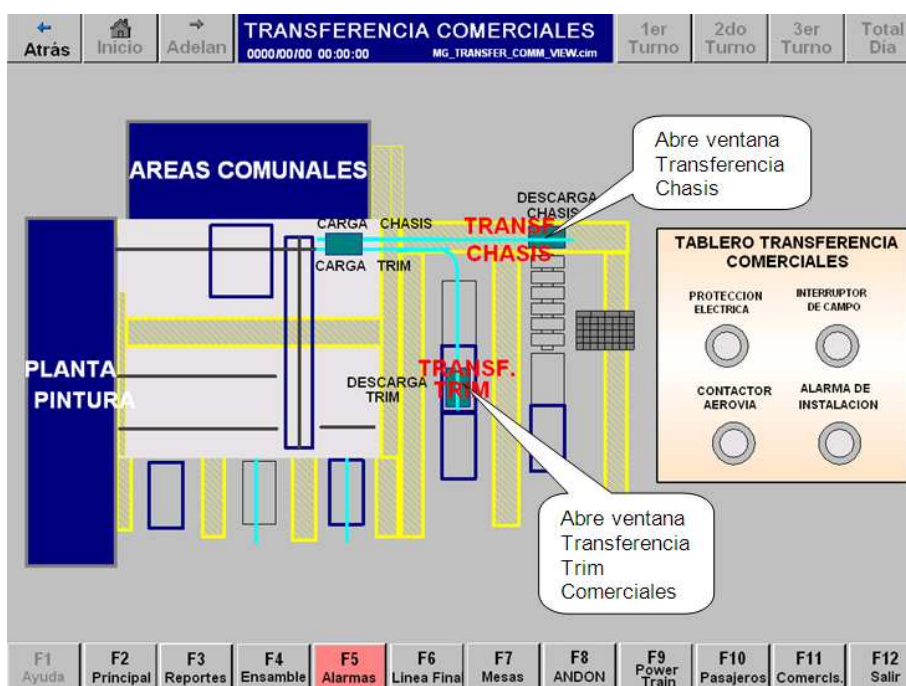 Atrás
Inicio
Adelan
TRANSFERENCIA COMERCIALES
0000/00/00 00:00:00 MG_TRANSFER_COMM_VIEW.cim
1er
Turno
2do
Turno
3er
Turno
Total
Dia
AREAS COMUNALES
Abre ventana
Transferencia
Chasis
DESCARGA
CHASIS
CARGA CHASIS
TRANSF.
CHASIS
CARGA TRIM
TABLERO TRANSFERENCIA
COMERCIALES
PROTECCION
ELECTRICA
INTERRUPTOR
DE CAMPO
CONTACTOR
AEROVIA
ALARMA DE
INSTALACION
PLANTA
PINTURA
DESCARGA
TRIM
TRANSF.
TRIM
Abre ventana
Transferencia
Trim
Comerciales
F1
Ayuda
F2
Principal
F3
Reportes
F4
Ensamble
F5
Alarmas
F6
Linea Final
F7
Mesas
F8
ANDON
F9
Power
Train
F10
Pasajeros
F11
Comercls.
F12
Salir